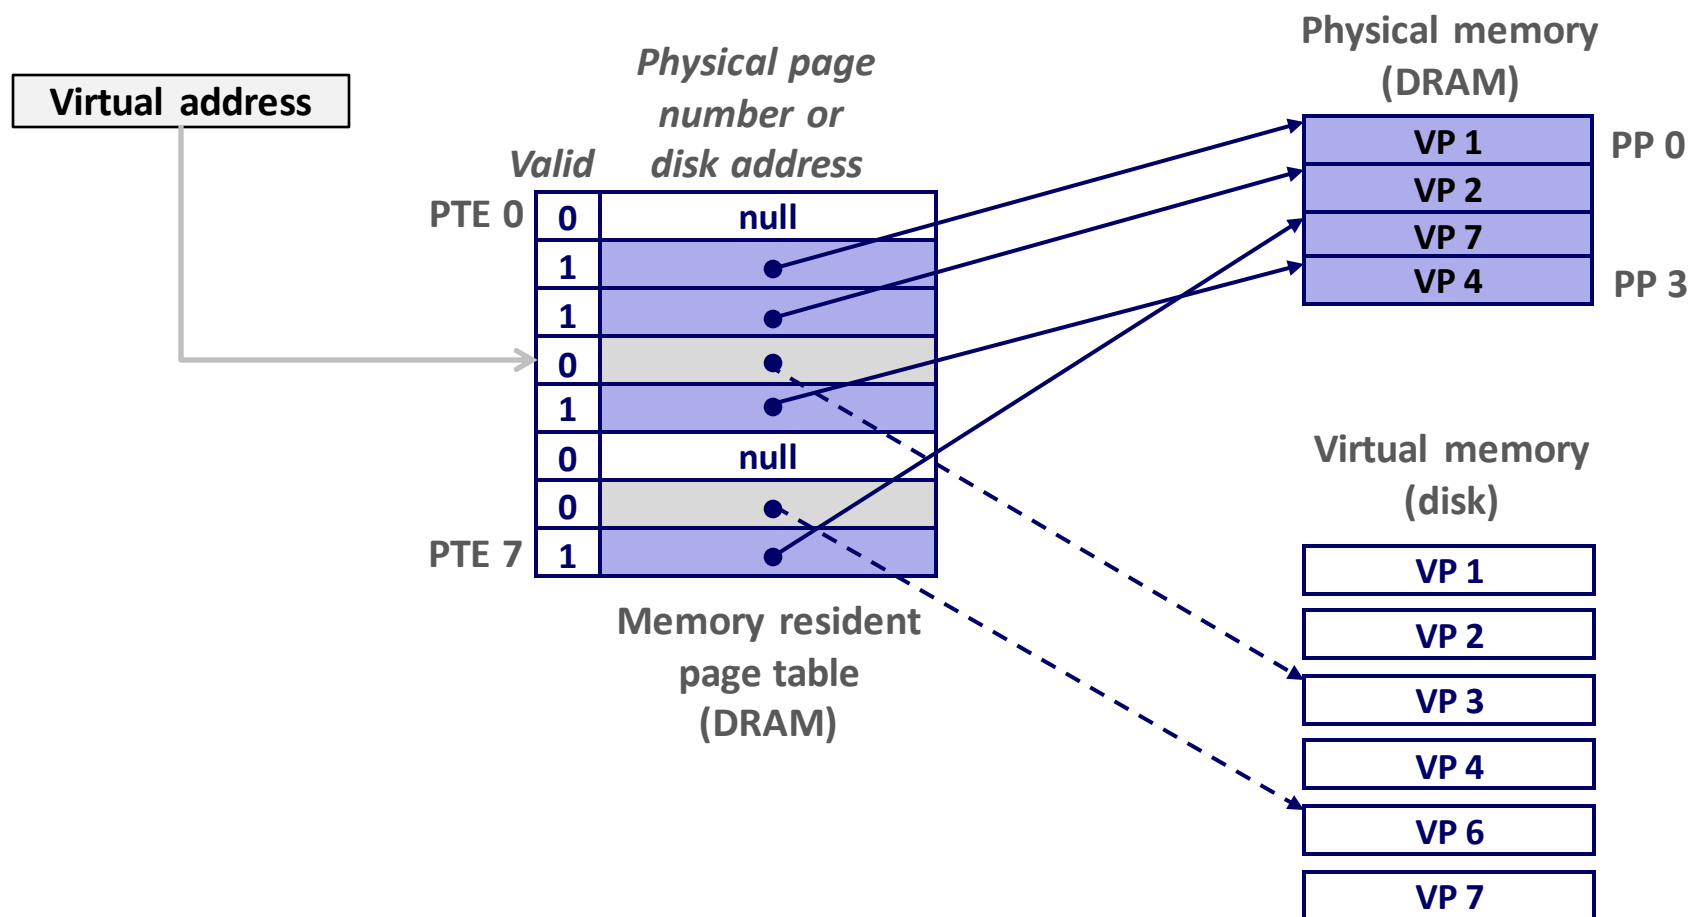 Virtual address
Physical page
number or
disk address
Valid
PTE 0
0
null
1
1
0
1
0
null
0
PTE 7
1
Memory resident
page table
(DRAM)
Physical memory
(DRAM)
VP 1
PP 0
VP 2
VP 7
VP 4
PP 3
Virtual memory
(disk)
VP 1
VP 2
VP 3
VP 4
VP 6
VP 7